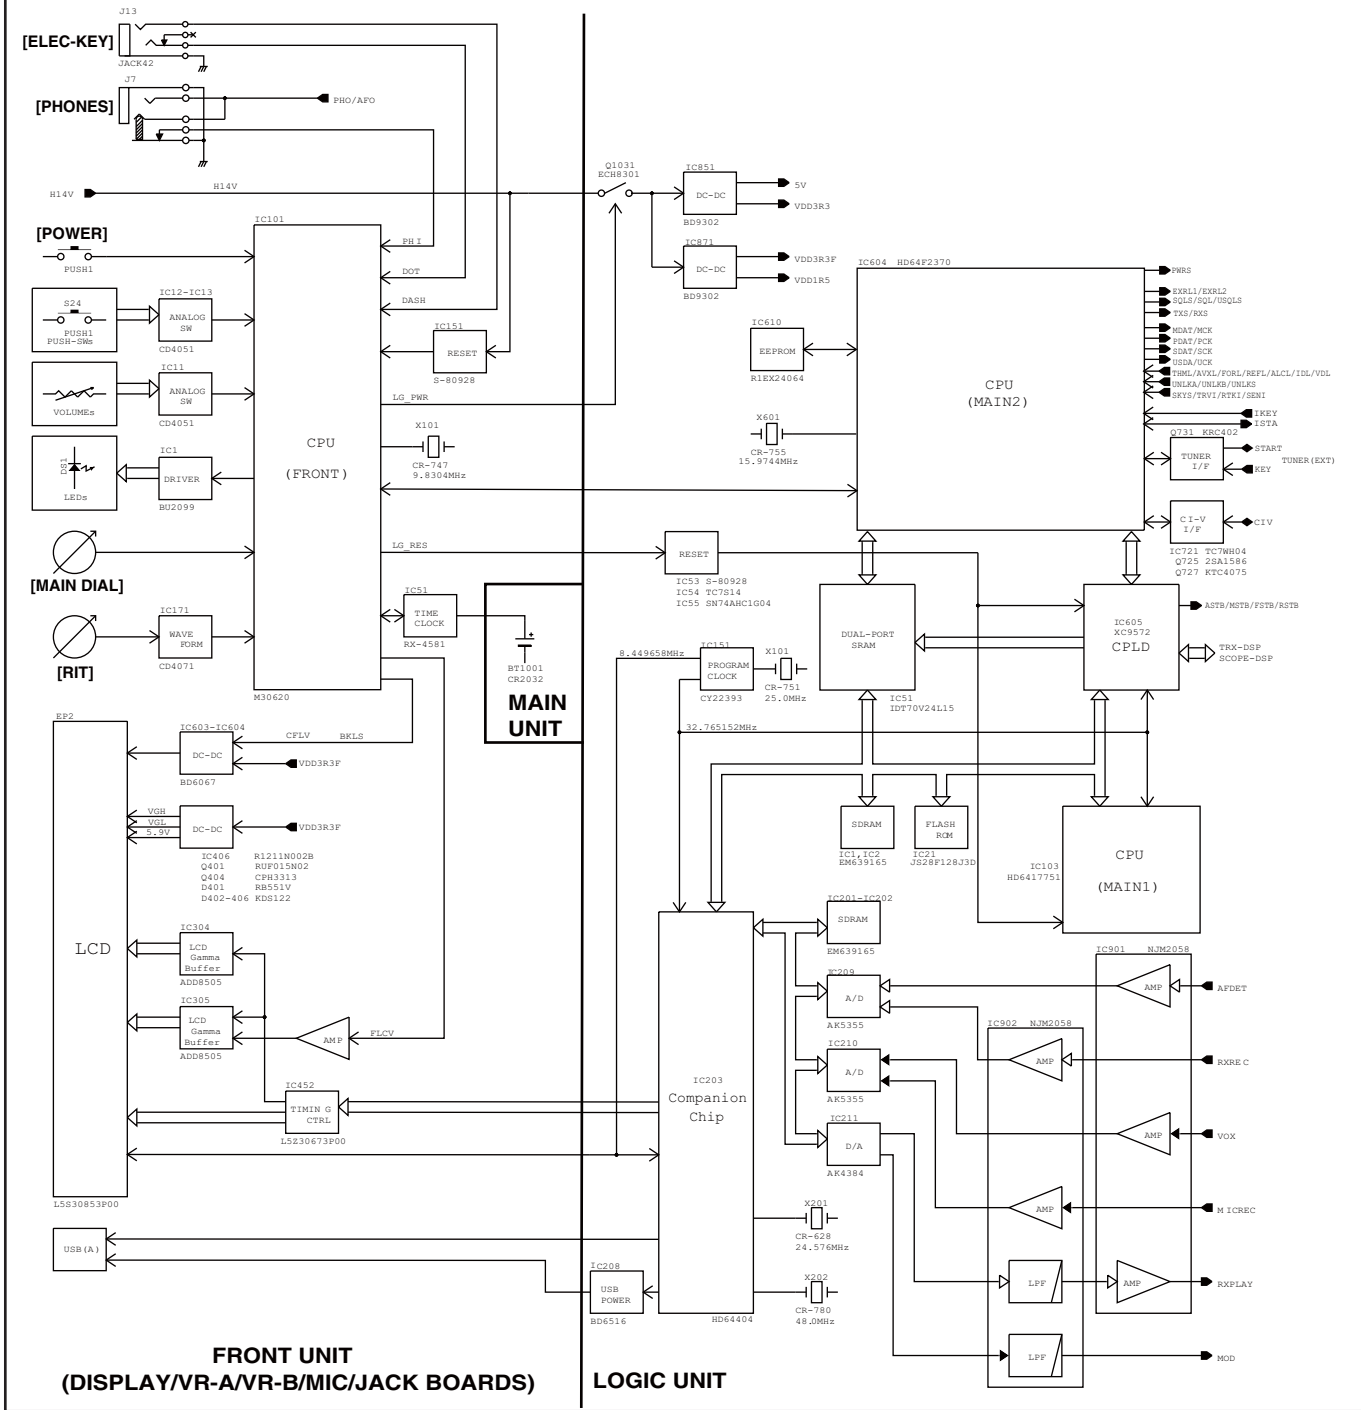 J13
[ELEC-KEY]
JACK42
J7
[PHONES]
PHO/AFO
Q1031
ECH8301
H14V
H14V
IC851
DC-DC
BD9302
5V
VDD3R3
IC871
DC-DC
BD9302
VDD3R3F
VDD1R5
[POWER]
PUSH1
IC101
CPU
(FRONT)
M30620
PHI
DOT
DASH
S24
PUSH1
PUSH-SWs
IC12-IC13
ANALOG
SW
CD4051
IC151
RESET
S-80928
VOLUMEs
IC11
ANALOG
SW
CD4051
LG_PWR
X101
CR-747
9.8304MHz
DS1
LEDs
IC1
DRIVER
BU2099
[MAIN DIAL]
LG_RES
[RIT]
IC171
WAVE
FORM
CD4071
IC51
TIME
CLOCK
RX-4581
BT1001
CR2032
MAIN
UNIT
IC604 HD64F2370
CPU
(MAIN2)
IC610
EEPROM
R1EX24064
X601
CR-755
15.9744MHz
PWRS
EXRL1/EXRL2
SQLS/SQL/USQLS
TXS/RXS
MDAT/MCK
PDAT/PCK
SDAT/SCK
USDA/UCK
THML/AVXL/FORL/REFL/ALCL/IDL/VDL
UNLKA/UNLKB/UNLKS
SKYS/TRVI/RTKI/SENI
IKEY
ISTA
Q731 KRC402
TUNER
I/F
START
KEY
TUNER(EXT)
CI-V
I/F
CIV
IC721 TC7WH04
Q725 2SA1586
Q727 KTC4075
RESET
IC53 S-80928
IC54 TC7S14
IC55 SN74AHC1G04
DUAL-PORT
SRAM
IC51
IDT70V24L15
IC605
XC9572
CPLD
ASTB/MSTB/FSTB/RSTB
TRX-DSP
SCOPE-DSP
8.449658MHz
IC151
PROGRAM
CLOCK
CY22393
X101
CR-751
25.0MHz
32.765152MHz
EP2
LCD
L5S30853P00
IC603-IC604
DC-DC
BD6067
CFLV
BKLS
VDD3R3F
VGH
VGL
5.9V
DC-DC
VDD3R3F
IC406 R1211N002B
Q401 RUF015N02
Q404 CPH3313
D401 RB551V
D402-406 KDS122
SDRAM
IC1,IC2
EM639165
FLASH
ROM
IC21
JS28F128J3D
IC103
HD6417751
CPU
(MAIN1)
IC304
LCD
Gamma
Buffer
ADD8505
IC305
LCD
Gamma
Buffer
ADD8505
AMP
FLCV
IC452
TIMING
CTRL
L5Z30673P00
IC203
Companion
Chip
HD64404
IC201-IC202
SDRAM
EM639165
IC209
A/D
AK5355
IC210
A/D
AK5355
IC211
D/A
AK4384
IC901 NJM2058
AMP
AFDET
IC902 NJM2058
AMP
RXREC
AMP
VOX
AMP
MICREC
LPF
AMP
RXPLAY
LPF
MOD
X201
CR-628
24.576MHz
X202
CR-780
48.0MHz
USB(A)
IC208
USB
POWER
BD6516
FRONT UNIT
(DISPLAY/VR-A/VR-B/MIC/JACK BOARDS)
LOGIC UNIT